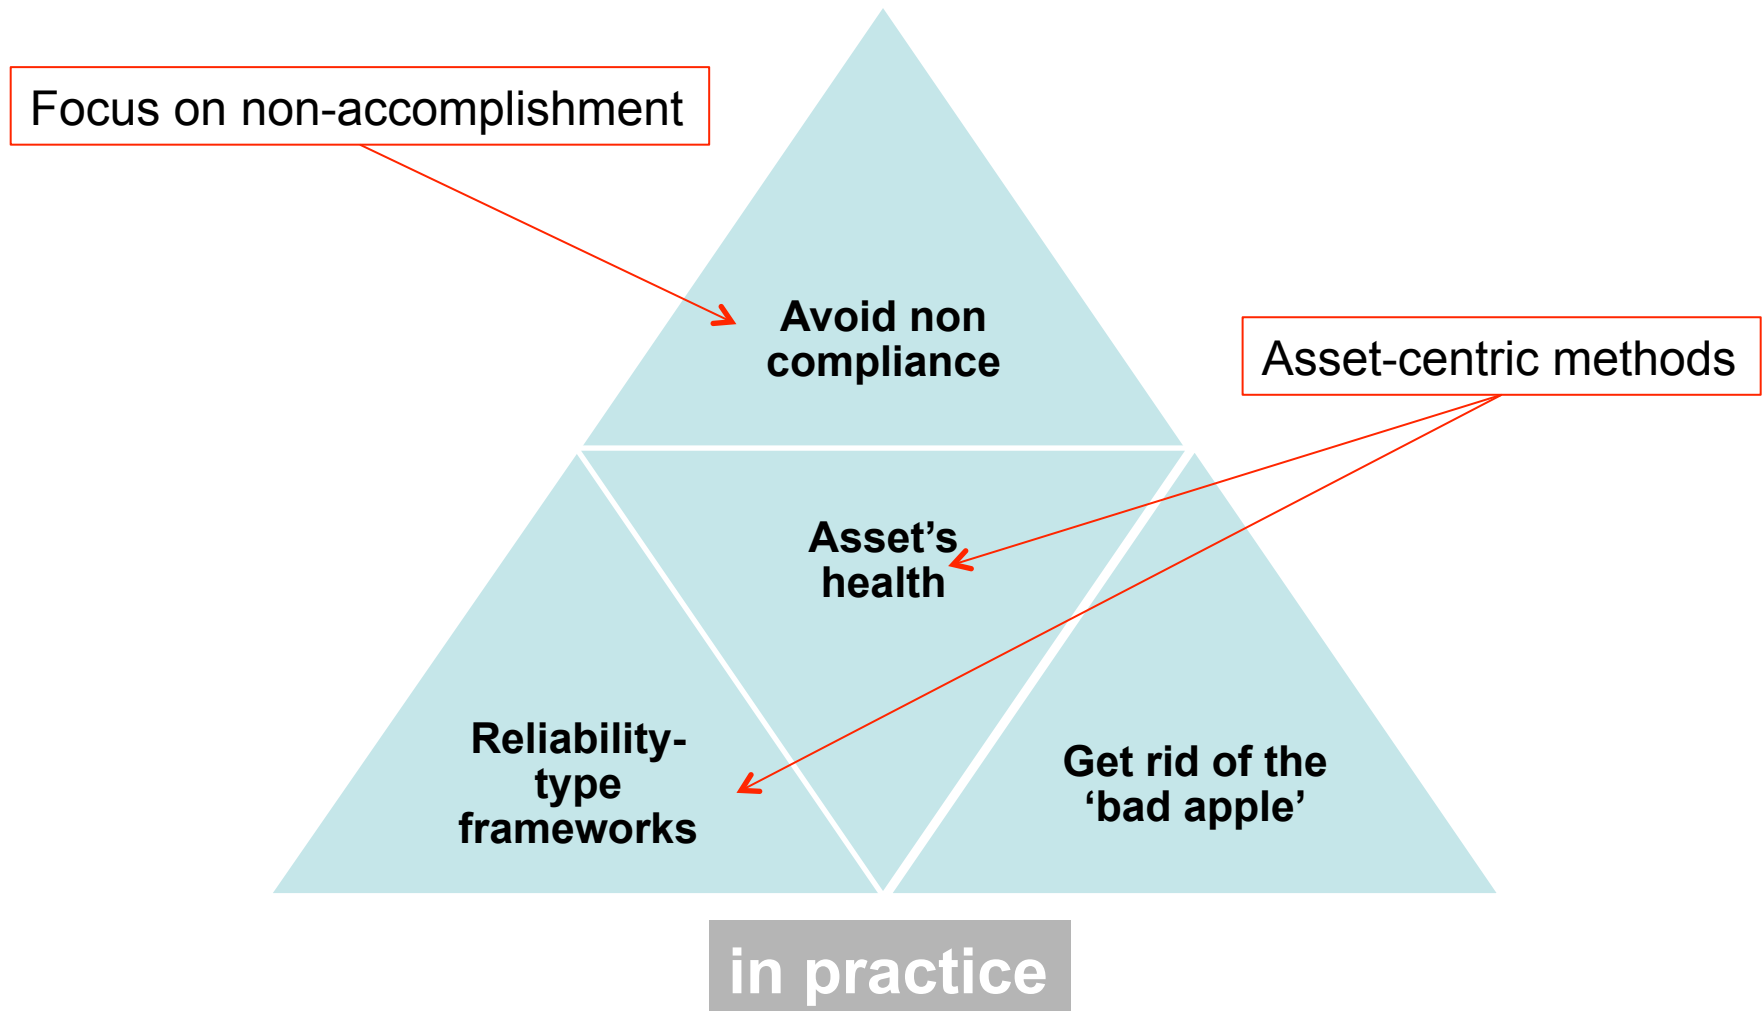 Focus on non-accomplishment
Avoid non
compliance
Asset-centric methods
Asset’s
health
Reliability-
type
frameworks
Get rid of the
‘bad apple’
in practice